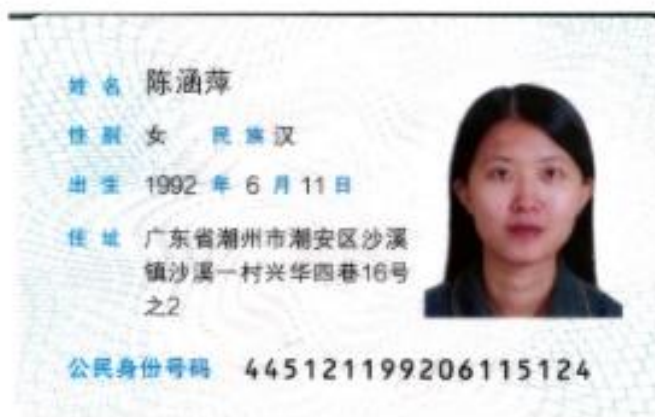 姓名 陈涵萍
性别 女 民族 汉
出生 1992 年 6 月 11 日
住址 广东省潮州市潮安区沙溪
镇沙溪一村兴华四巷16号
之2
公民身份号码 445121199206115124